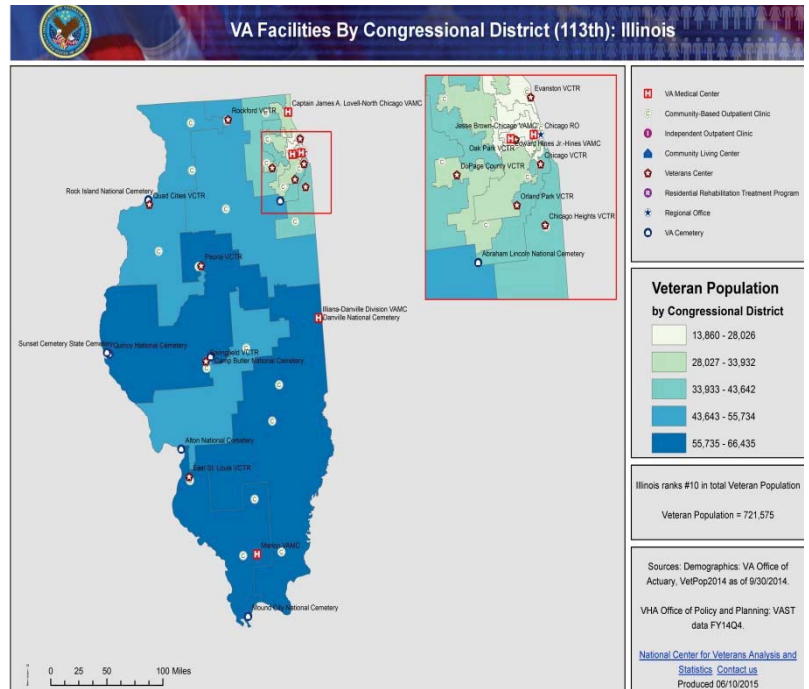 VA Facilities By Congressional District (113th): Illinois
Captain James A. Lovell-North Chicago VAMC
Rockford VCTR
Rock Island National Cemetery
Quad Cities VCTR
Peoria VCTR
Illiana-Danville Division VAMC
Danville National Cemetery
Sunset Cemetery State Cemetery
Quincy National Cemetery
Springfield VCTR
Camp Butler National Cemetery
Alton National Cemetery
East St. Louis VCTR
Marion VAMC
Mound City National Cemetery
0 25 50 100 Miles
Evanston VCTR
Jesse Brown-Chicago VAMC
Chicago RO
Oak Park VCTR
Edward Hines Jr.-Hines VAMC
DuPage County VCTR
Chicago VCTR
Orland Park VCTR
Chicago Heights VCTR
Abraham Lincoln National Cemetery
H VA Medical Center
C Community-Based Outpatient Clinic
Independent Outpatient Clinic
Community Living Center
Veterans Center
Residential Rehabilitation Treatment Program
Regional Office
VA Cemetery
Veteran Population
by Congressional District
13,860 - 28,026
28,027 - 33,932
33,933 - 43,642
43,643 - 55,734
55,735 - 66,435
Illinois ranks #10 in total Veteran Population
Veteran Population = 721,575
Sources: Demographics: VA Office of
Actuary, VetPop2014 as of 9/30/2014.
VHA Office of Policy and Planning: VAST
data FY14Q4.
National Center for Veterans Analysis and
Statistics Contact us
Produced 06/10/2015